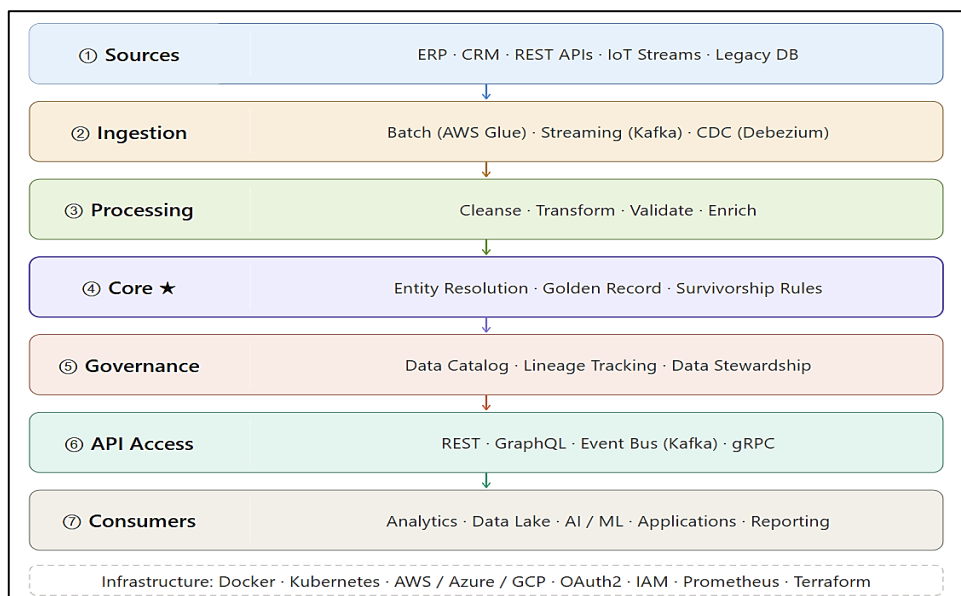 ① Sources
ERP · CRM · REST APIs · IoT Streams · Legacy DB
② Ingestion
Batch (AWS Glue) · Streaming (Kafka) · CDC (Debezium)
③ Processing
Cleanse · Transform · Validate · Enrich
④ Core ★
Entity Resolution · Golden Record · Survivorship Rules
⑤ Governance
Data Catalog · Lineage Tracking · Data Stewardship
⑥ API Access
REST · GraphQL · Event Bus (Kafka) · gRPC
⑦ Consumers
Analytics · Data Lake · AI / ML · Applications · Reporting
Infrastructure: Docker · Kubernetes · AWS / Azure / GCP · OAuth2 · IAM · Prometheus · Terraform